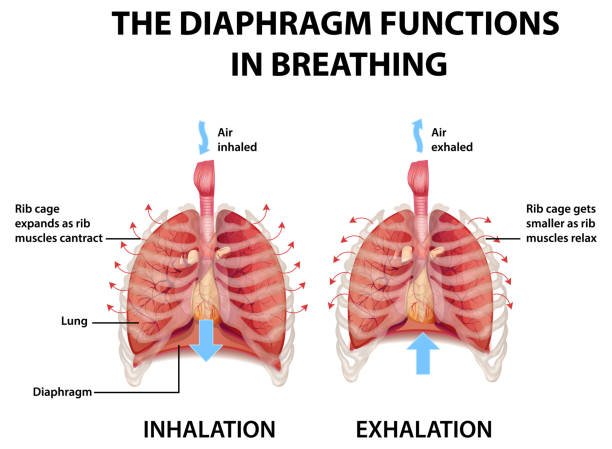 THE DIAPHRAGM FUNCTIONS
IN BREATHING
Air
inhaled
Rib cage
expands as rib
muscles cantract
Lung
Diaphragm
INHALATION
Air
exhaled
Rib cage gets
smaller as rib
muscles relax
EXHALATION